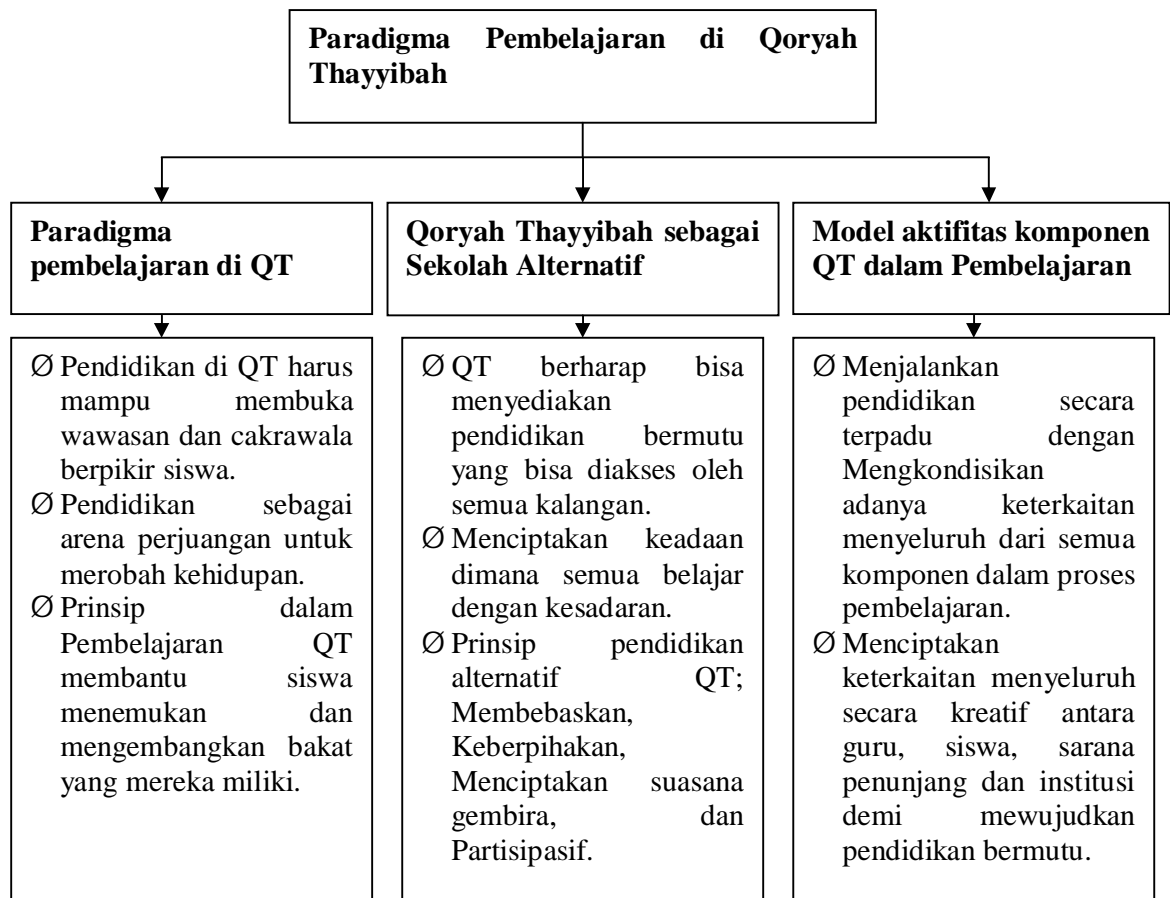 Paradigma Pembelajaran di Qoryah
Thayyibah
Paradigma
pembelajaran di QT
Qoryah Thayyibah sebagai
Sekolah Alternatif
Model aktifitas komponen
QT dalam Pembelajaran
Ø Pendidikan di QT harus
mampu membuka
wawasan dan cakrawala
berpikir siswa.
Ø Pendidikan sebagai
arena perjuangan untuk
merobah kehidupan.
Ø Prinsip dalam
Pembelajaran QT
membantu siswa
menemukan dan
mengembangkan bakat
yang mereka miliki.
Ø QT berharap bisa
menyediakan
pendidikan bermutu
yang bisa diakses oleh
semua kalangan.
Ø Menciptakan keadaan
dimana semua belajar
dengan kesadaran.
Ø Prinsip pendidikan
alternatif QT;
Membebaskan,
Keberpihakan,
Menciptakan suasana
gembira, dan
Partisipasif.
Ø Menjalankan
pendidikan secara
terpadu dengan
Mengkondisikan
adanya keterkaitan
menyeluruh dari semua
komponen dalam proses
pembelajaran.
Ø Menciptakan
keterkaitan menyeluruh
secara kreatif antara
guru, siswa, sarana
penunjang dan institusi
demi mewujudkan
pendidikan bermutu.